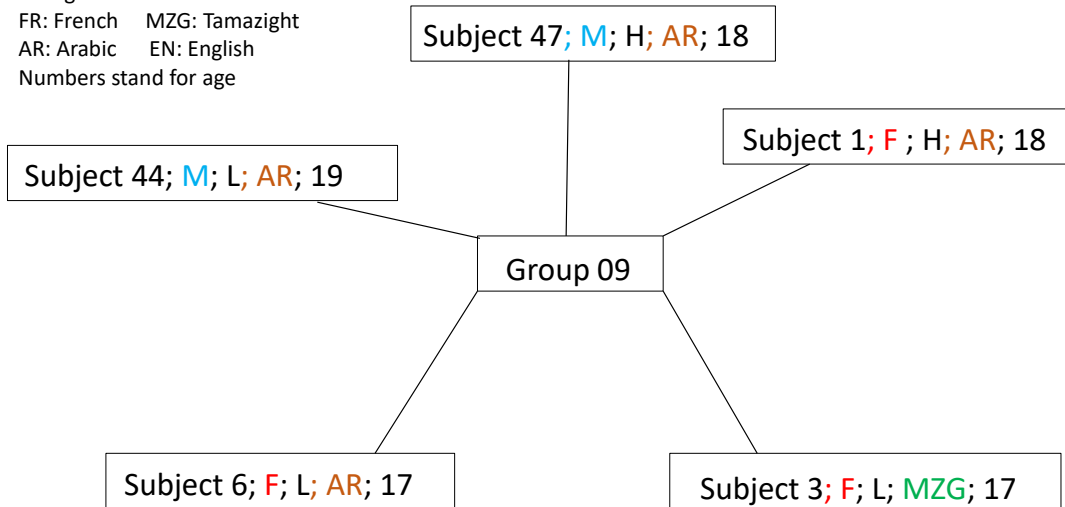 FR: French MZG: Tamazight
AR: Arabic EN: English
Numbers stand for age
Subject 47; M; H; AR; 18
Subject 1; F ; H; AR; 18
Subject 44; M; L; AR; 19
Group 09
Subject 6; F; L; AR; 17
Subject 3; F; L; MZG; 17